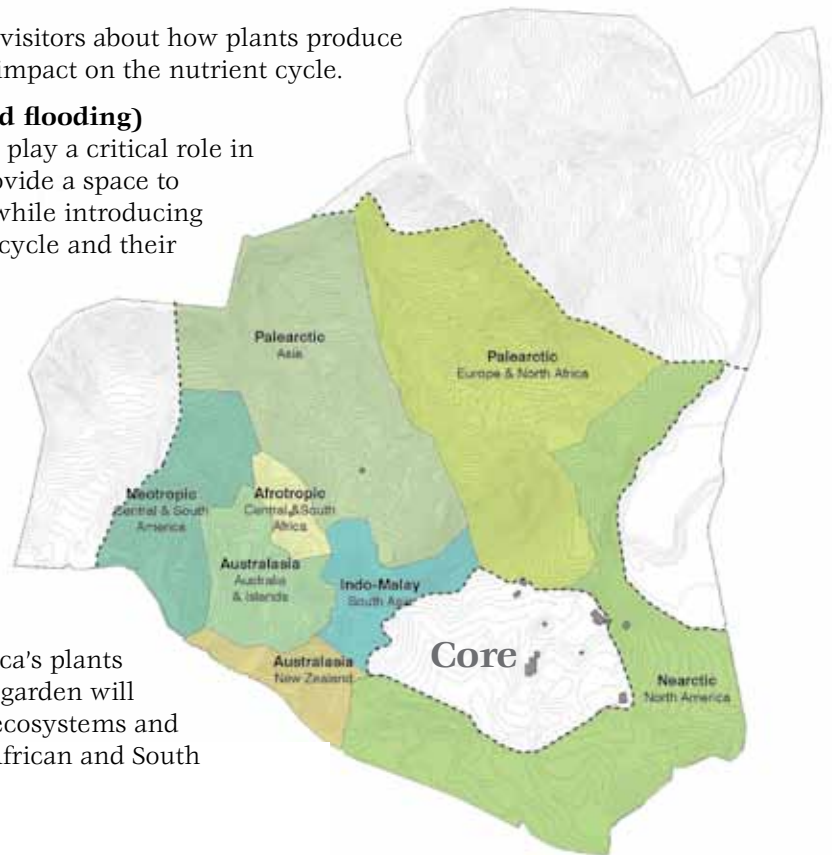 visitors about how plants produce
impact on the nutrient cycle.
d flooding)
play a critical role in
ovide a space to
while introducing
cycle and their
ca's plants
garden will
ecosystems and
African and South
Palearctic
Asia
Palearctic
Europe & North Africa
Neotropic
Central & South
America
Afrotropic
Central & South
Africa
Australasia
Australia
& Islands
Indo-Malay
South Asia
Australasia
New Zealand
Core
Nearctic
North America